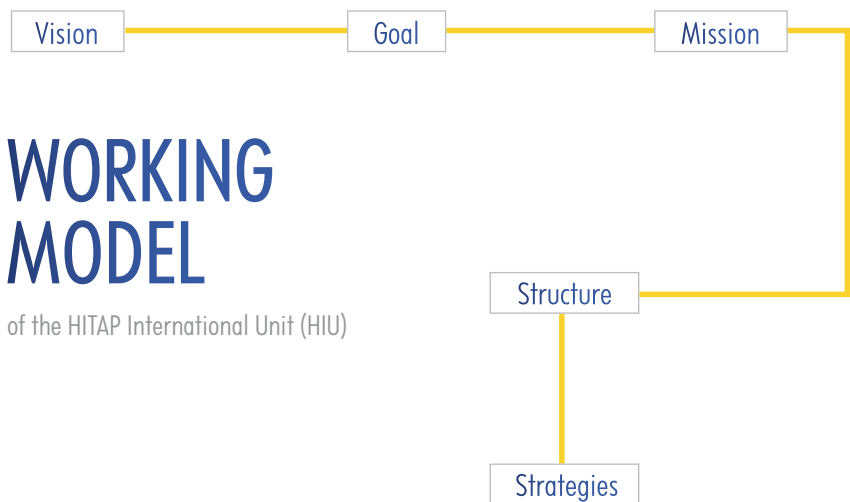 Vision
Goal
Mission
WORKING
MODEL
of the HITAP International Unit (HIU)
Structure
Strategies